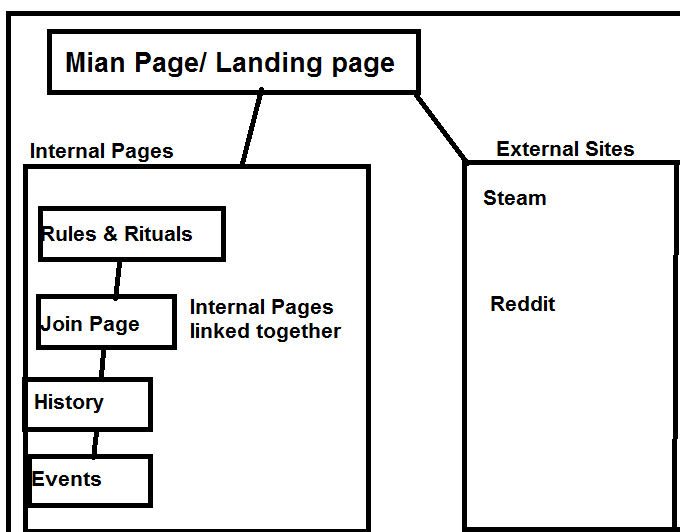 Mian Page/ Landing page
Internal Pages
Rules & Rituals
Join Page
Internal Pages
linked together
History
Events
External Sites
Steam
Reddit